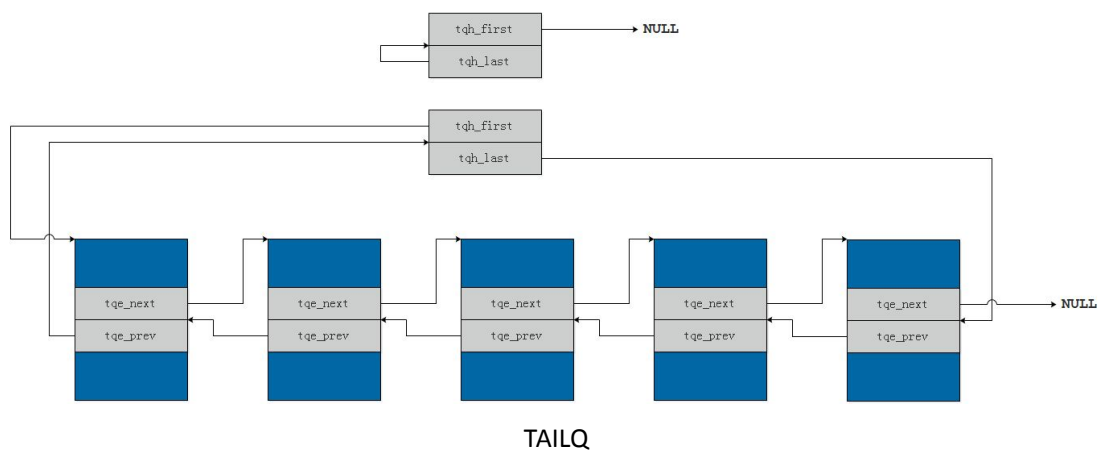 tqh_first NULL
tqh_last
tqh_first
tqh_last
tqe_next tqe_next tqe_next tqe_next tqe_next NULL
tqe_prev tqe_prev tqe_prev tqe_prev tqe_prev
TAILQ